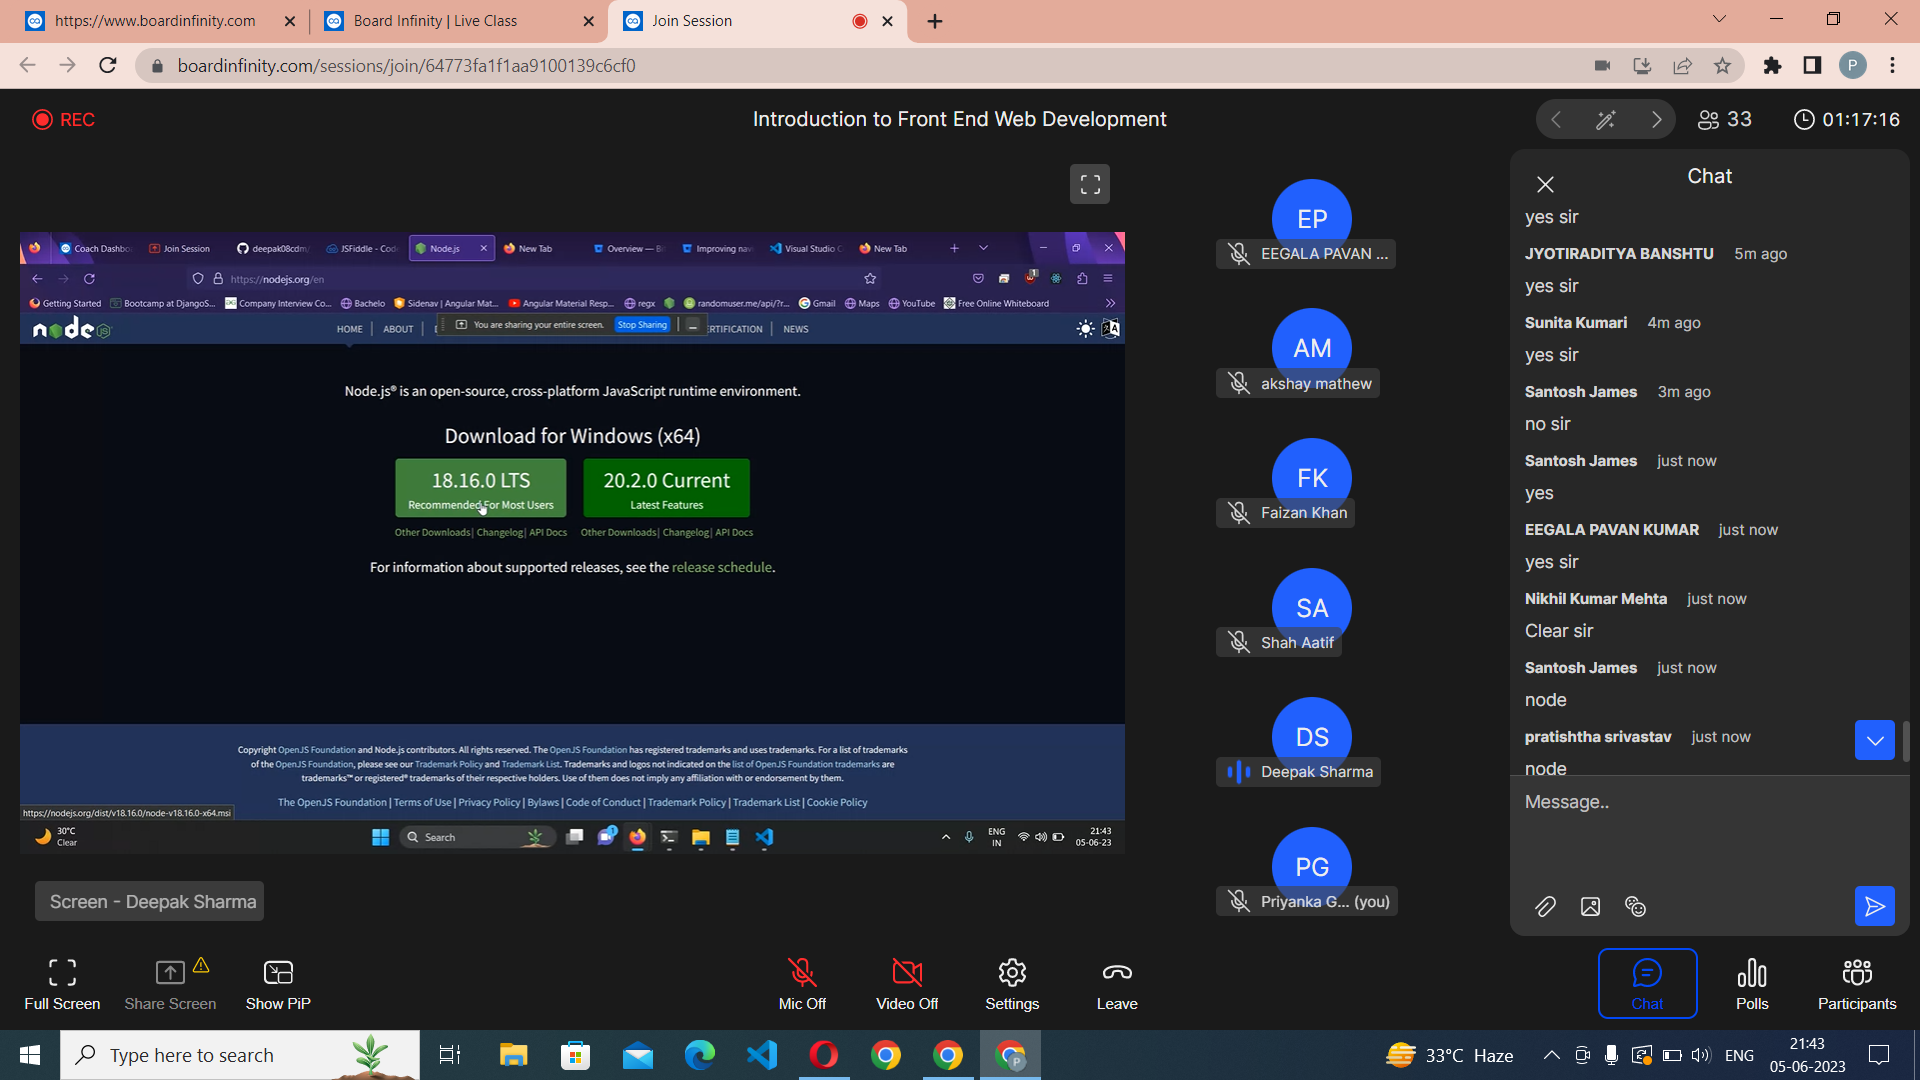 https://www.boardinfinity.com
Board Infinity | Live Class
Join Session
boardinfinity.com/sessions/join/64773fa1f1aa9100139c6cf0
P
REC
Introduction to Front End Web Development
33
01:17:16
Coach Dashbo
Join Session
deepak08cdm/
JSFiddle - Cod
Node.js
New Tab
Overview — Bi
Improving nav
Visual Studio C
New Tab
https://nodejs.org/en
Getting Started
Bootcamp at DjangoS...
Company Interview Co...
Bachelo
Sidenav | Angular Mat...
Angular Material Resp...
regx
randomuser.me/api/?r...
Gmail
Maps
YouTube
Free Online Whiteboard
node
HOME
ABOUT
You are sharing your entire screen.
Stop Sharing
ERTIFICATION
NEWS
Node.js® is an open-source, cross-platform JavaScript runtime environment.
Download for Windows (x64)
18.16.0 LTS
Recommended For Most Users
20.2.0 Current
Latest Features
Other Downloads | Changelog | API Docs
Other Downloads | Changelog | API Docs
For information about supported releases, see the release schedule.
Copyright OpenJS Foundation and Node.js contributors. All rights reserved. The OpenJS Foundation has registered trademarks and uses trademarks. For a list of trademarks
of the OpenJS Foundation, please see our Trademark Policy and Trademark List. Trademarks and logos not indicated on the list of OpenJS Foundation trademarks are
trademarks™ or registered® trademarks of their respective holders. Use of them does not imply any affiliation with or endorsement by them.
The OpenJS Foundation | Terms of Use | Privacy Policy | Bylaws | Code of Conduct | Trademark Policy | Trademark List | Cookie Policy
https://nodejs.org/dist/v18.16.0/node-v18.16.0-x64.msi
30°C
Clear
Search
ENG
IN
21:43
05-06-23
Screen - Deepak Sharma
EP
EEGALA PAVAN ...
AM
akshay mathew
FK
Faizan Khan
SA
Shah Aatif
DS
Deepak Sharma
PG
Priyanka G... (you)
Chat
yes sir
JYOTIRADITYA BANSHTU 5m ago
yes sir
Sunita Kumari 4m ago
yes sir
Santosh James 3m ago
no sir
Santosh James just now
yes
EEGALA PAVAN KUMAR just now
yes sir
Nikhil Kumar Mehta just now
Clear sir
Santosh James just now
node
pratishtha srivastav just now
node
Message..
Full Screen
Share Screen
Show PiP
Mic Off
Video Off
Settings
Leave
Chat
Polls
Participants
Type here to search
33°C Haze
ENG
21:43
05-06-2023